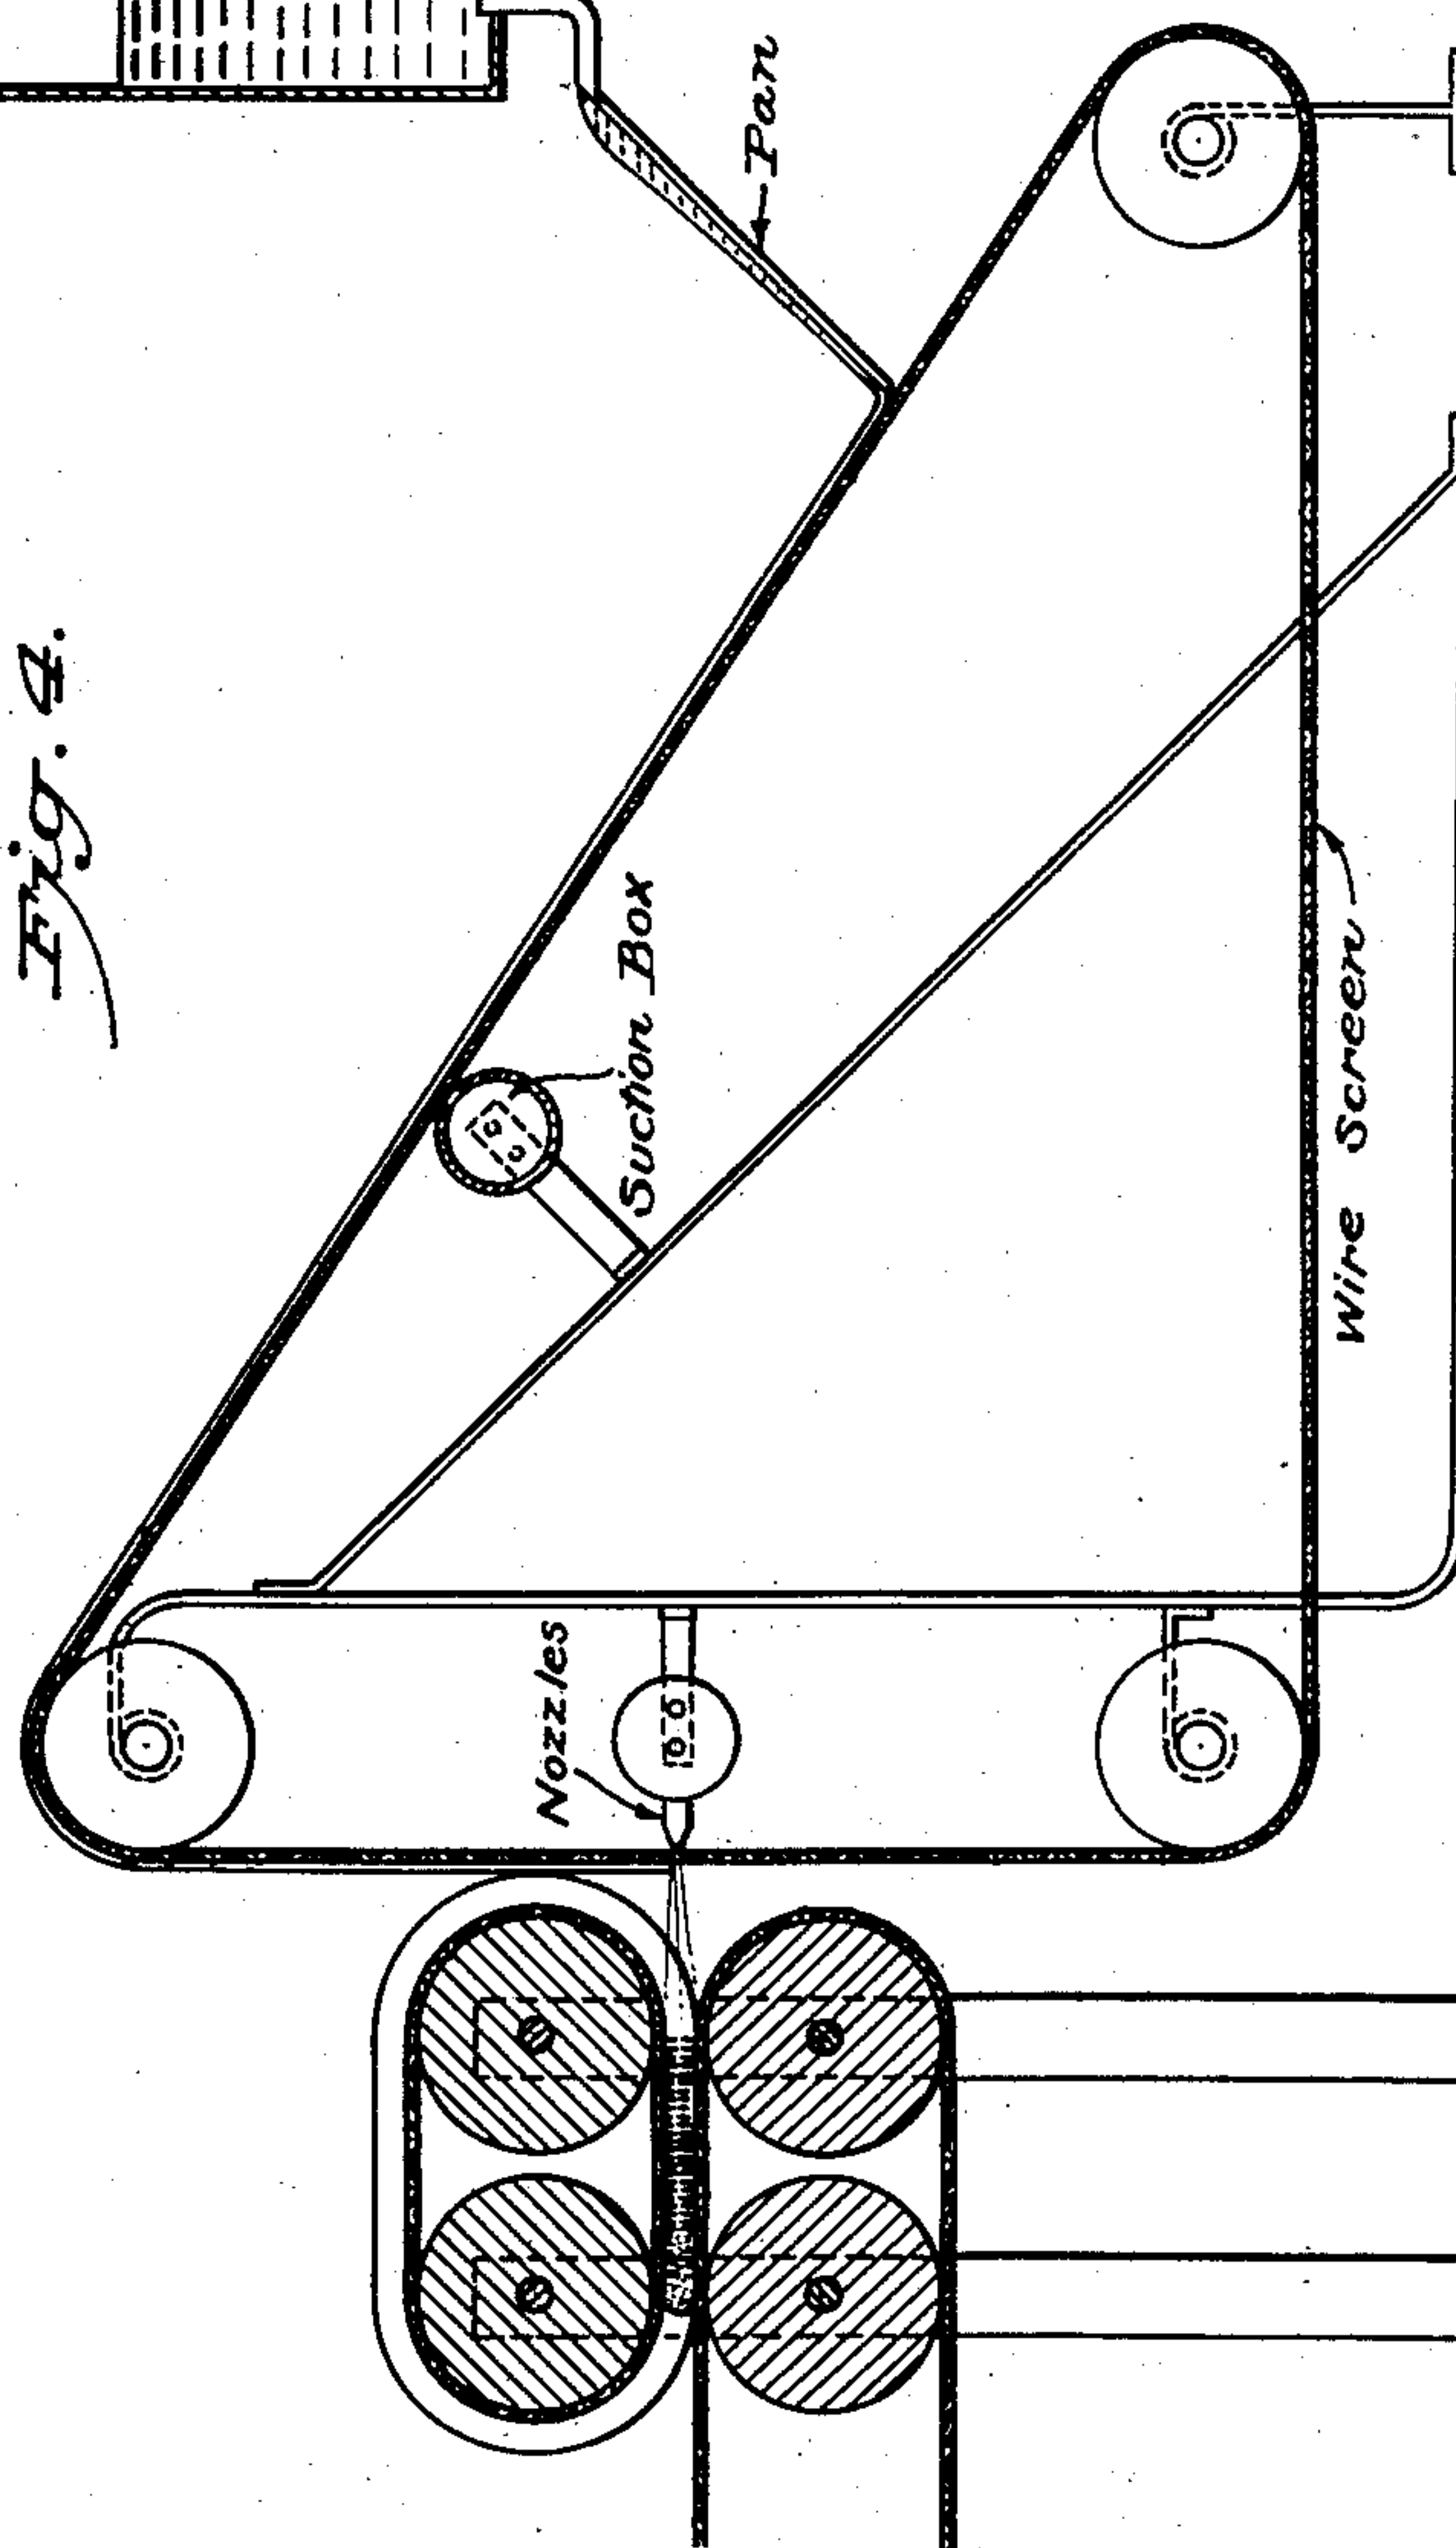 Fig. 4.
Pan
Suction Box
Nozzles
Wire Screen